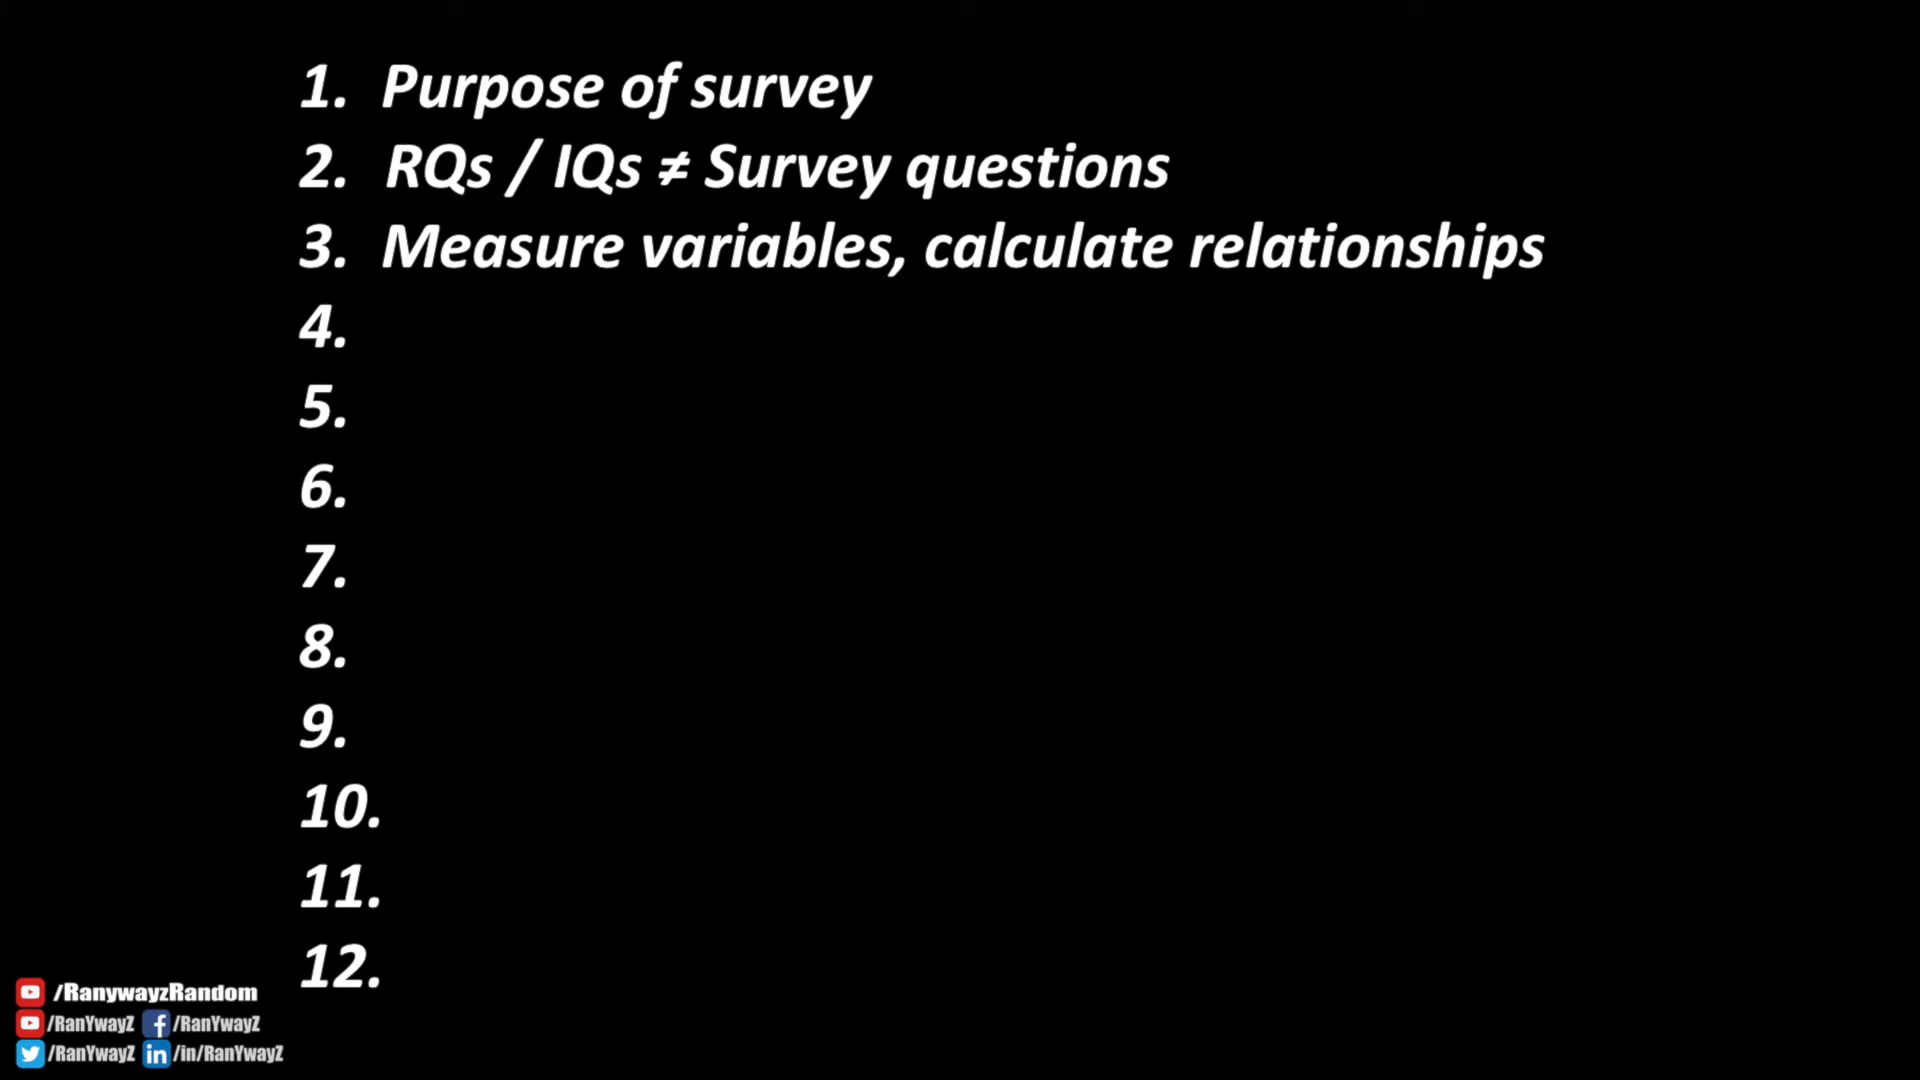 1. Purpose of survey
2. RQs / IQs ≠ Survey questions
3. Measure variables, calculate relationships
4.
5.
6.
7.
8.
9.
10.
11.
12.
/RanywayzRandom
/RanYwayZ /RanYwayZ
/RanYwayZ /in/RanYwayZ